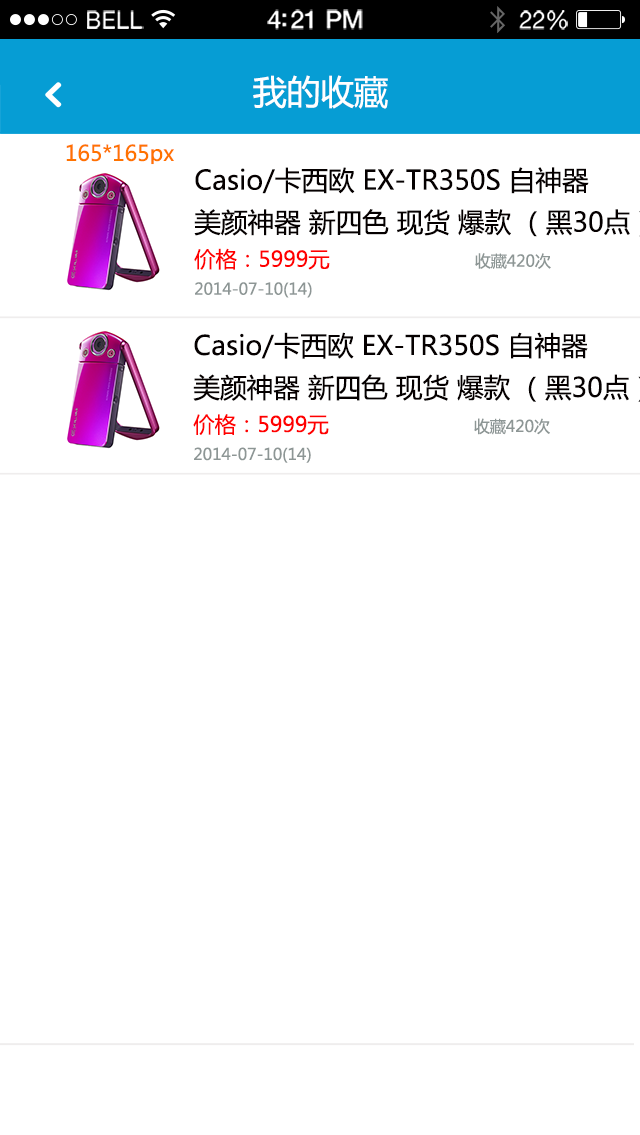 BELL 4:21 PM 22%
我的收藏
165*165px
Casio/卡西欧 EX-TR350S 自神器
美颜神器 新四色 现货 爆款 （黑30点）
价格：5999元 收藏420次
2014-07-10(14)
Casio/卡西欧 EX-TR350S 自神器
美颜神器 新四色 现货 爆款 （黑30点）
价格：5999元 收藏420次
2014-07-10(14)